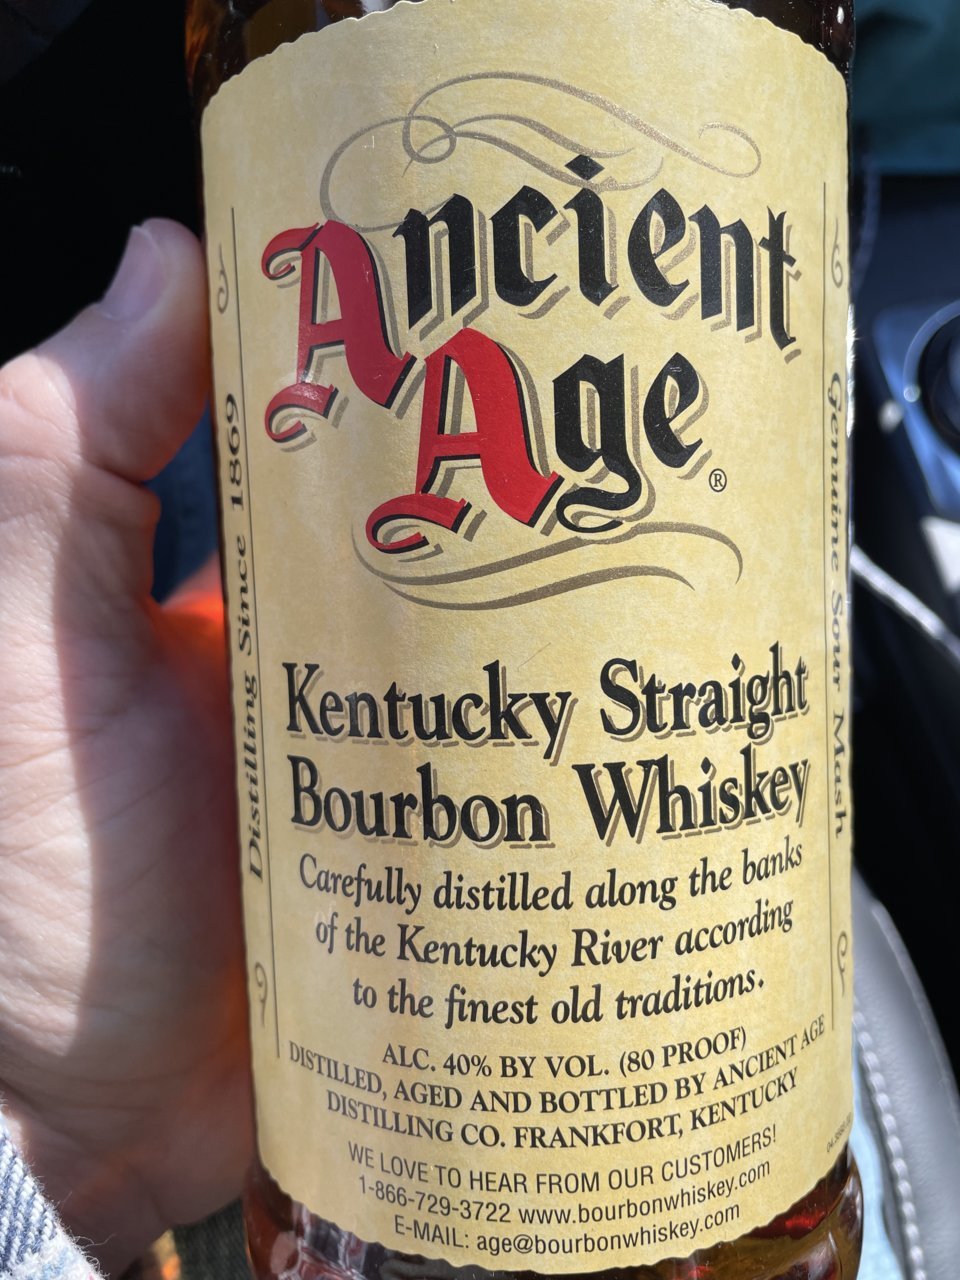 Ancient
Age®
Distilling Since 1869
Genuine Sour Mash
Kentucky Straight
Bourbon Whiskey
Carefully distilled along the banks
of the Kentucky River according
to the finest old traditions.
ALC. 40% BY VOL. (80 PROOF)
DISTILLED, AGED AND BOTTLED BY ANCIENT AGE
DISTILLING CO. FRANKFORT, KENTUCKY
WE LOVE TO HEAR FROM OUR CUSTOMERS!
1-866-729-3722 www.bourbonwhiskey.com
E-MAIL: age@bourbonwhiskey.com